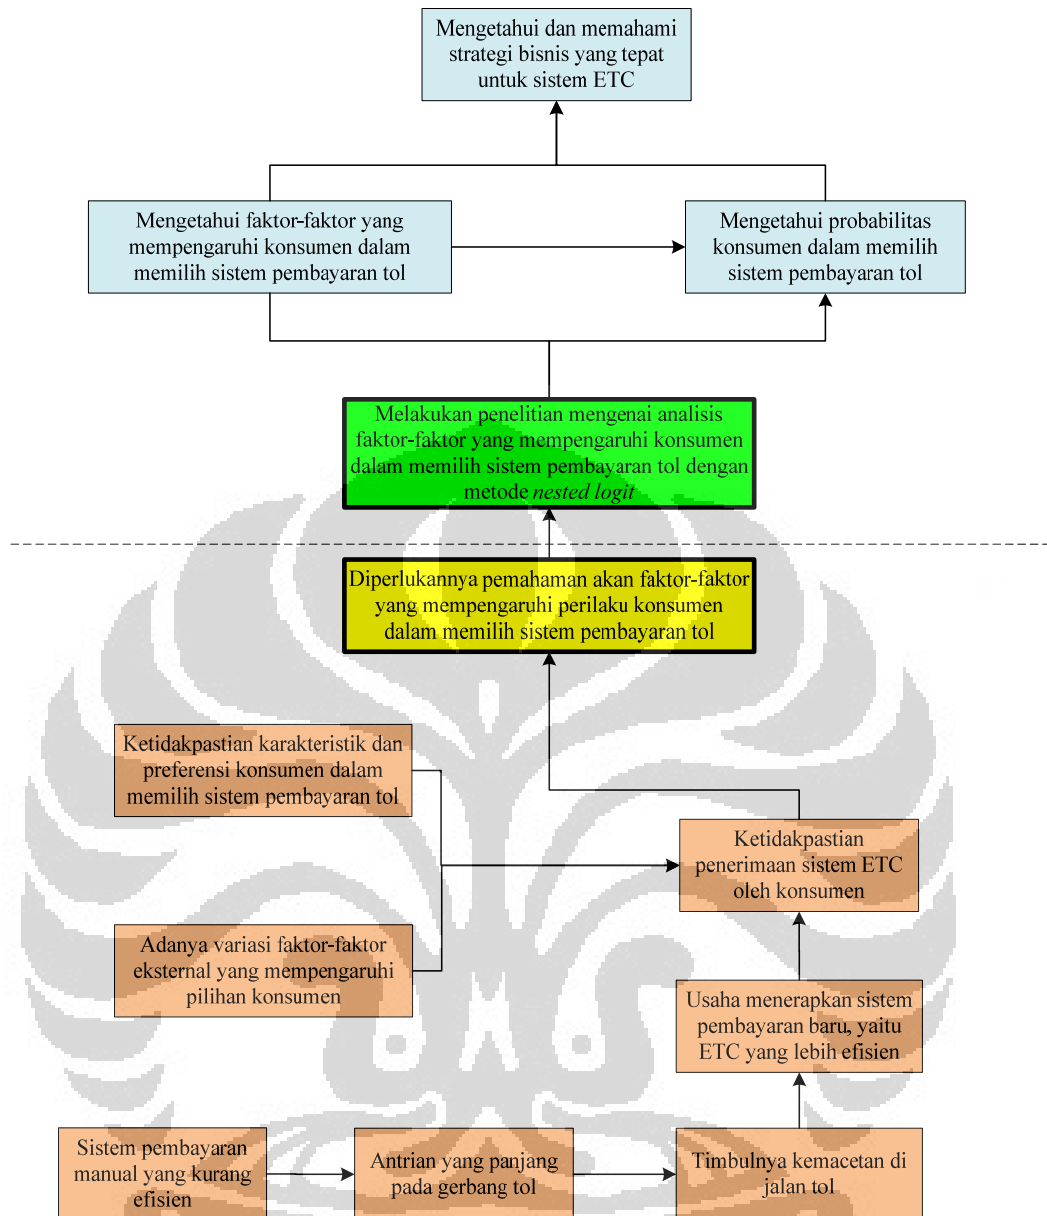 Mengetahui dan memahami
strategi bisnis yang tepat
untuk sistem ETC
Mengetahui faktor-faktor yang
mempengaruhi konsumen dalam
memilih sistem pembayaran tol
Mengetahui probabilitas
konsumen dalam memilih
sistem pembayaran tol
Melakukan penelitian mengenai analisis
faktor-faktor yang mempengaruhi konsumen
dalam memilih sistem pembayaran tol dengan
metode nested logit
Diperlukannya pemahaman akan faktor-faktor
yang mempengaruhi perilaku konsumen
dalam memilih sistem pembayaran tol
Ketidakpastian karakteristik dan
preferensi konsumen dalam
memilih sistem pembayaran tol
Ketidakpastian
penerimaan sistem ETC
oleh konsumen
Adanya variasi faktor-faktor
eksternal yang mempengaruhi
pilihan konsumen
Usaha menerapkan sistem
pembayaran baru, yaitu
ETC yang lebih efisien
Sistem pembayaran
manual yang kurang
efisien
Antrian yang panjang
pada gerbang tol
Timbulnya kemacetan di
jalan tol